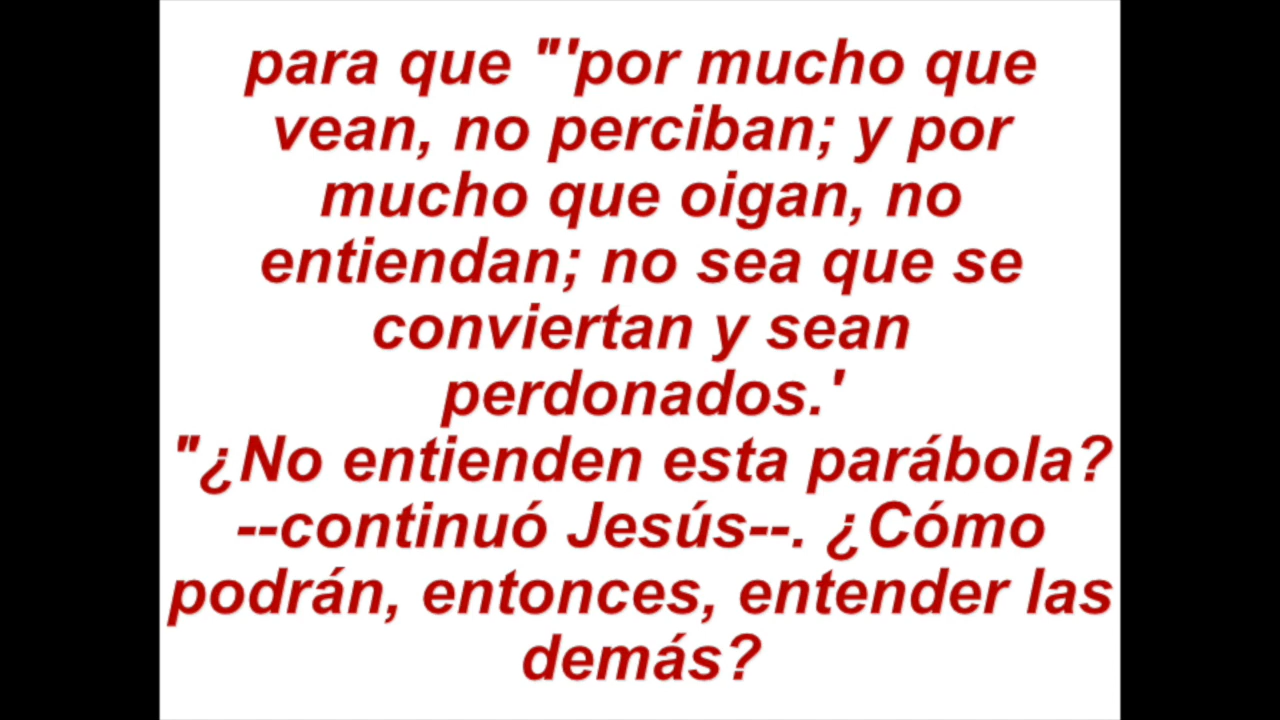 para que "'por mucho que
vean, no perciban; y por
mucho que oigan, no
entiendan; no sea que se
conviertan y sean
perdonados.'
"¿No entienden esta parábola?
--continuó Jesús--. ¿Cómo
podrán, entonces, entender las
demás?